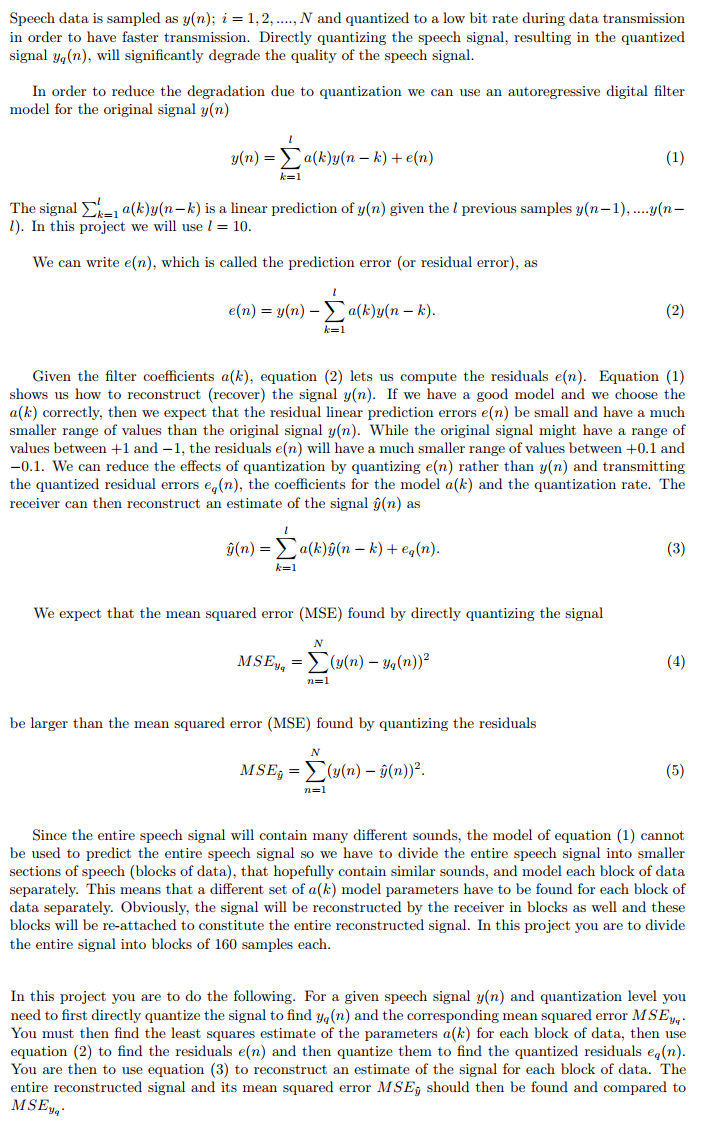 Speech data is sampled as y(n); i = 1, 2, ...., N and quantized to a low bit rate during data transmission
in order to have faster transmission. Directly quantizing the speech signal, resulting in the quantized
signal y_q(n), will significantly degrade the quality of the speech signal.
In order to reduce the degradation due to quantization we can use an autoregressive digital filter
model for the original signal y(n)
y(n) = \sum_{k=1}^{l} a(k)y(n − k) + e(n) (1)
The signal \sum_{k=1}^{l} a(k)y(n−k) is a linear prediction of y(n) given the l previous samples y(n−1), ....y(n−
l). In this project we will use l = 10.
We can write e(n), which is called the prediction error (or residual error), as
e(n) = y(n) − \sum_{k=1}^{l} a(k)y(n − k). (2)
Given the filter coefficients a(k), equation (2) lets us compute the residuals e(n). Equation (1)
shows us how to reconstruct (recover) the signal y(n). If we have a good model and we choose the
a(k) correctly, then we expect that the residual linear prediction errors e(n) be small and have a much
smaller range of values than the original signal y(n). While the original signal might have a range of
values between +1 and −1, the residuals e(n) will have a much smaller range of values between +0.1 and
−0.1. We can reduce the effects of quantization by quantizing e(n) rather than y(n) and transmitting
the quantized residual errors e_q(n), the coefficients for the model a(k) and the quantization rate. The
receiver can then reconstruct an estimate of the signal ŷ(n) as
ŷ(n) = \sum_{k=1}^{l} a(k)ŷ(n − k) + e_q(n). (3)
We expect that the mean squared error (MSE) found by directly quantizing the signal
MSE_{y_q} = \sum_{n=1}^{N} (y(n) − y_q(n))² (4)
be larger than the mean squared error (MSE) found by quantizing the residuals
MSE_ŷ = \sum_{n=1}^{N} (y(n) − ŷ(n))². (5)
Since the entire speech signal will contain many different sounds, the model of equation (1) cannot
be used to predict the entire speech signal so we have to divide the entire speech signal into smaller
sections of speech (blocks of data), that hopefully contain similar sounds, and model each block of data
separately. This means that a different set of a(k) model parameters have to be found for each block of
data separately. Obviously, the signal will be reconstructed by the receiver in blocks as well and these
blocks will be re-attached to constitute the entire reconstructed signal. In this project you are to divide
the entire signal into blocks of 160 samples each.
In this project you are to do the following. For a given speech signal y(n) and quantization level you
need to first directly quantize the signal to find y_q(n) and the corresponding mean squared error MSE_{y_q}.
You must then find the least squares estimate of the parameters a(k) for each block of data, then use
equation (2) to find the residuals e(n) and then quantize them to find the quantized residuals e_q(n).
You are then to use equation (3) to reconstruct an estimate of the signal for each block of data. The
entire reconstructed signal and its mean squared error MSE_ŷ should then be found and compared to
MSE_{y_q}.